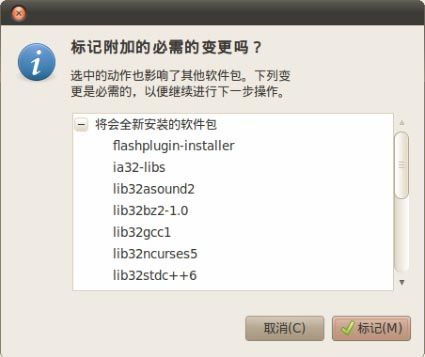 标记附加的必需的变更吗？
选中的动作也影响了其他软件包。下列变
更是必需的，以便继续进行下一步操作。
将会全新安装的软件包
flashplugin-installer
ia32-libs
lib32asound2
lib32bz2-1.0
lib32gcc1
lib32ncurses5
lib32stdc++6
取消(C)
标记(M)